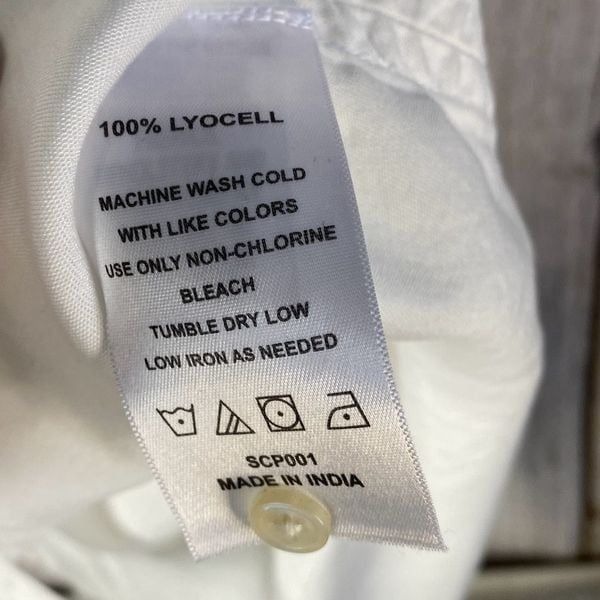 100% LYOCELL
MACHINE WASH COLD
WITH LIKE COLORS
USE ONLY NON-CHLORINE
BLEACH
TUMBLE DRY LOW
LOW IRON AS NEEDED
SCP001
MADE IN INDIA